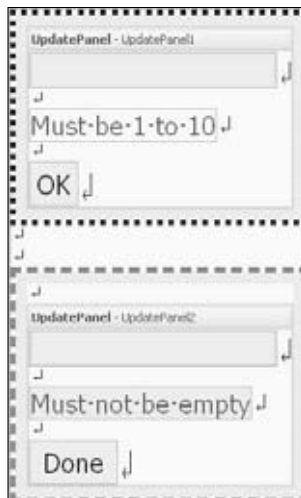 UpdatePanel - UpdatePanel1
Must·be·1·to·10
OK
UpdatePanel - UpdatePanel2
Must·not·be·empty
Done